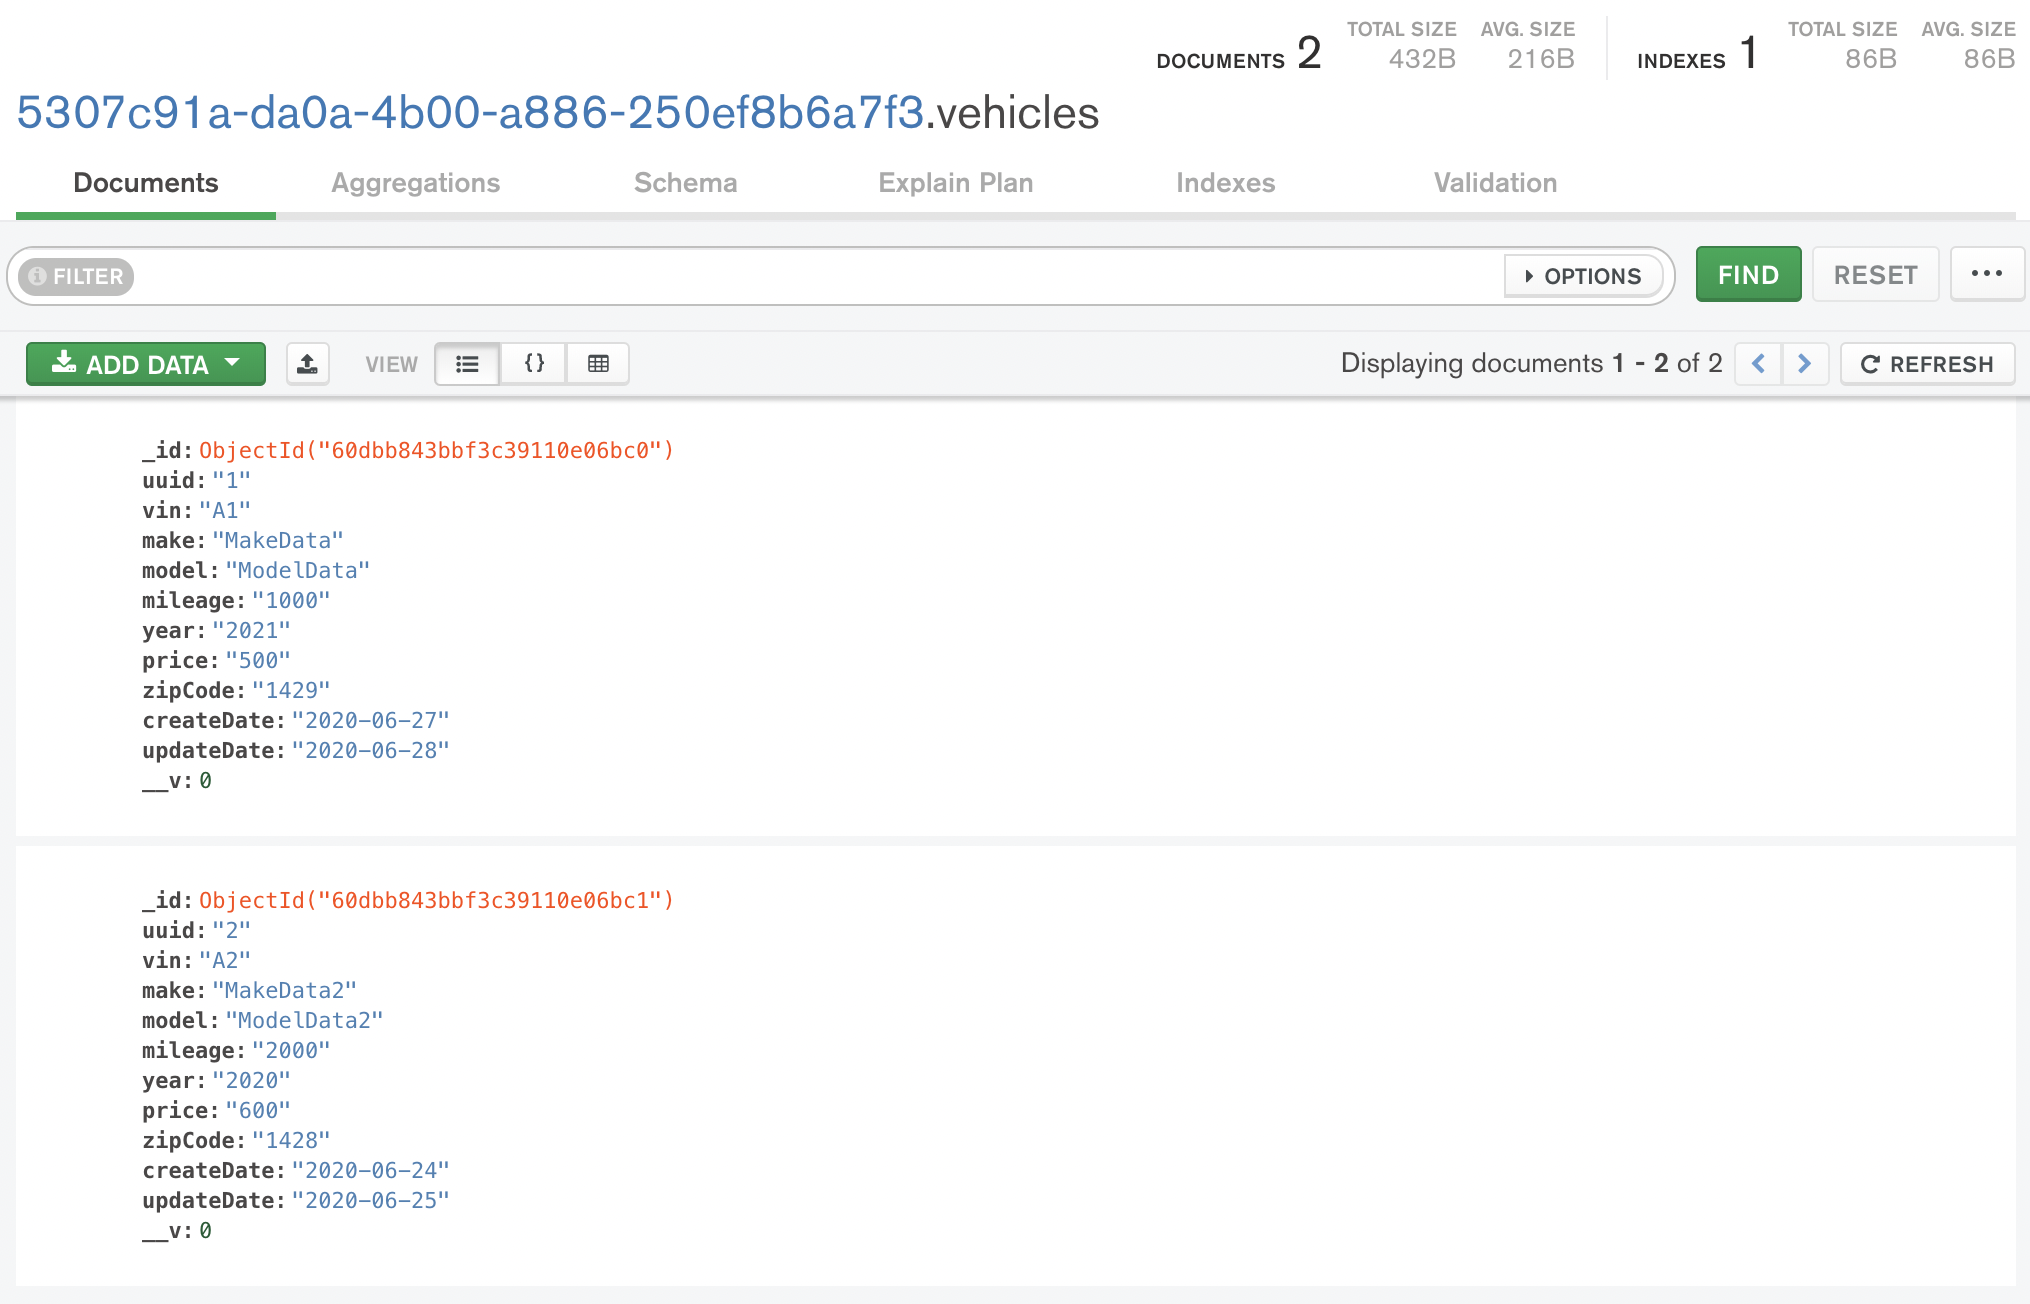 DOCUMENTS 2 TOTAL SIZE 432B AVG. SIZE 216B INDEXES 1 TOTAL SIZE 86B AVG. SIZE 86B
5307c91a-da0a-4b00-a886-250ef8b6a7f3.vehicles
Documents Aggregations Schema Explain Plan Indexes Validation
FILTER OPTIONS FIND RESET ...
ADD DATA VIEW {} Displaying documents 1 - 2 of 2 < > REFRESH
_id: ObjectId("60dbb843bbf3c39110e06bc0")
uuid: "1"
vin: "A1"
make: "MakeData"
model: "ModelData"
mileage: "1000"
year: "2021"
price: "500"
zipCode: "1429"
createDate: "2020-06-27"
updateDate: "2020-06-28"
__v: 0
_id: ObjectId("60dbb843bbf3c39110e06bc1")
uuid: "2"
vin: "A2"
make: "MakeData2"
model: "ModelData2"
mileage: "2000"
year: "2020"
price: "600"
zipCode: "1428"
createDate: "2020-06-24"
updateDate: "2020-06-25"
__v: 0